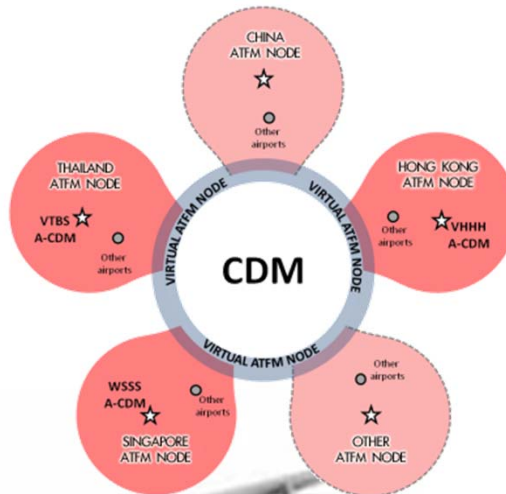 CHINA
ATFM NODE
Other
airports
THAILAND
ATFM NODE
VTBS
A-CDM
Other
airports
HONG KONG
ATFM NODE
Other
airports
VHHH
A-CDM
VIRTUAL ATFM NODE
VIRTUAL ATFM NODE
CDM
VIRTUAL ATFM NODE
WSSS
A-CDM
Other
airports
SINGAPORE
ATFM NODE
Other
airports
OTHER
ATFM NODE